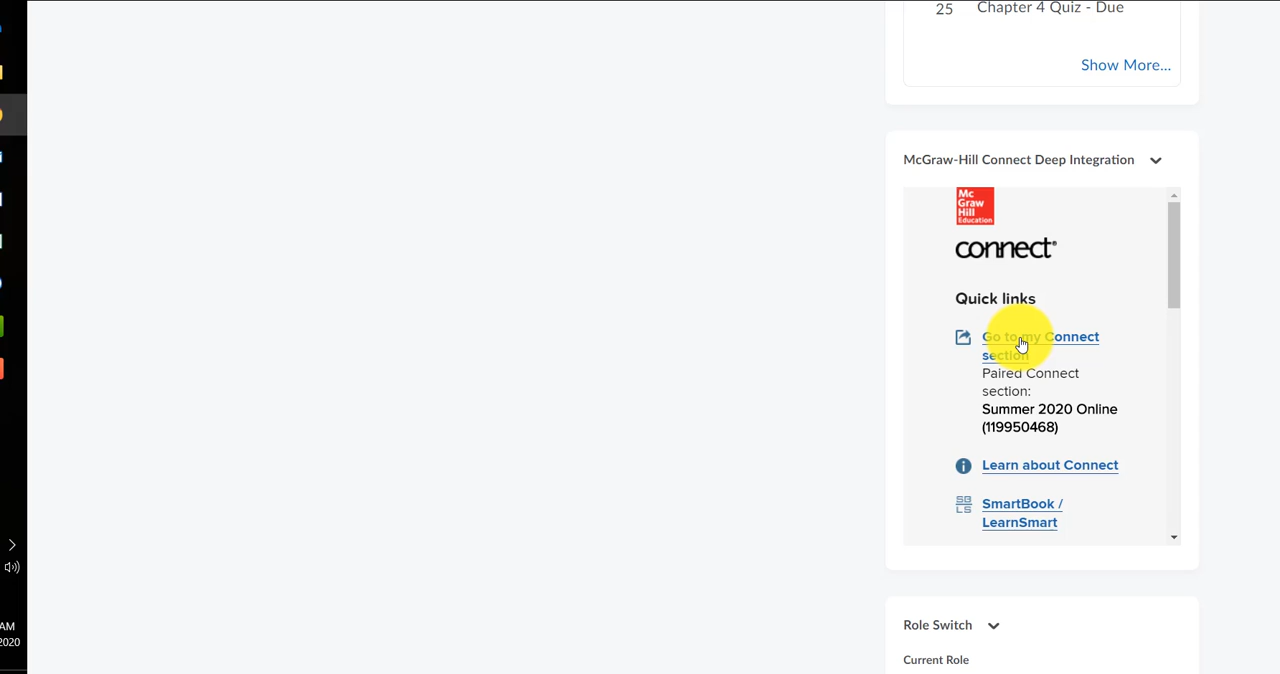 25 Chapter 4 Quiz - Due
Show More...
McGraw-Hill Connect Deep Integration
Mc
Graw
Hill
Education
connect®
Quick links
Go to my Connect
section
Paired Connect
section:
Summer 2020 Online
(119950468)
Learn about Connect
SB
LS
SmartBook /
LearnSmart
Role Switch
Current Role
AM
2020